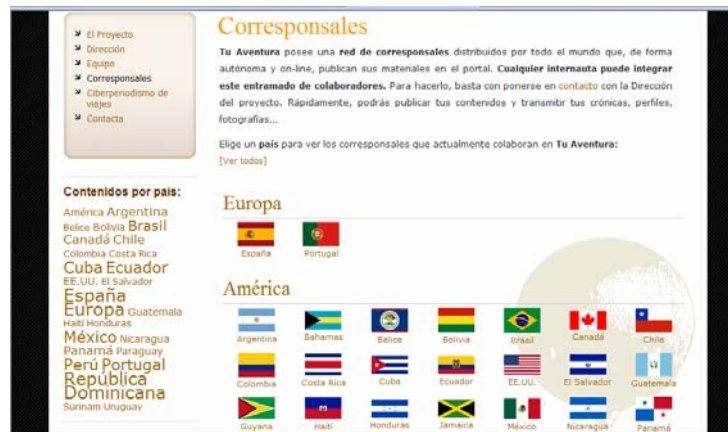 El Proyecto
Dirección
Equipo
Corresponsales
Ciberperiodismo de
viajes
Contacta
Contenidos por país:
América Argentina
Belice Bolivia Brasil
Canadá Chile
Colombia Costa Rica
Cuba Ecuador
EE.UU. El Salvador
España
Europa Guatemala
Haití Honduras
México Nicaragua
Panamá Paraguay
Perú Portugal
República
Dominicana
Surinam Uruguay
Corresponsales
Tu Aventura posee una red de corresponsales distribuidos por todo el mundo que, de forma
autónoma y on-line, publican sus materiales en el portal. Cualquier internauta puede integrar
este entramado de colaboradores. Para hacerlo, basta con ponerse en contacto con la Dirección
del proyecto. Rápidamente, podrás publicar tus contenidos y transmitir tus crónicas, perfiles,
fotografías...
Elige un país para ver los corresponsales que actualmente colaboran en Tu Aventura:
[Ver todos]
Europa
España Portugal
América
Argentina Bahamas Belice Bolivia Brasil Canadá Chile
Colombia Costa Rica Cuba Ecuador EE.UU. El Salvador Guatemala
Guyana Haití Honduras Jamaica México Nicaragua Panamá